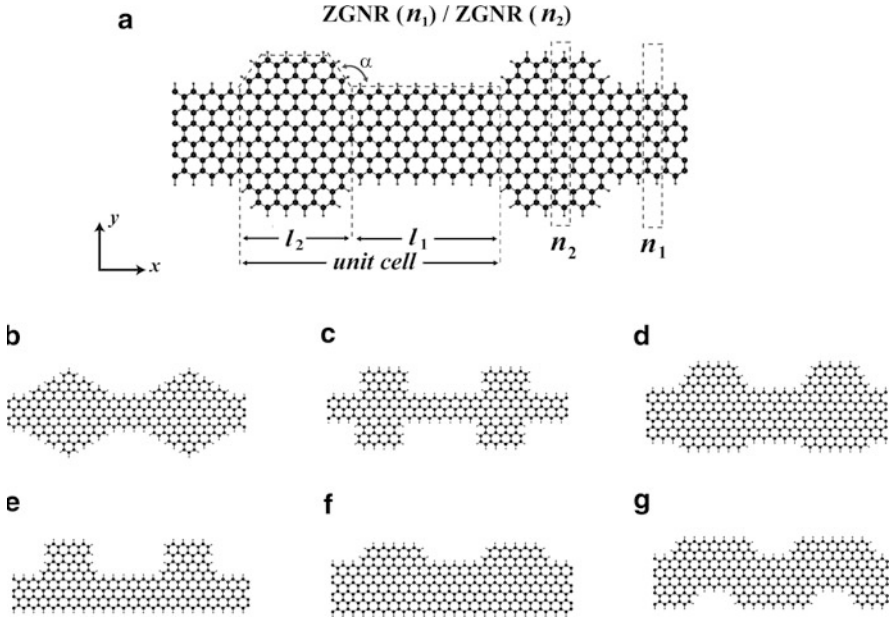 ZGNR (n₁) / ZGNR (n₂)
a
α
y
x
l₂
l₁
unit cell
n₂
n₁
b
c
d
e
f
g